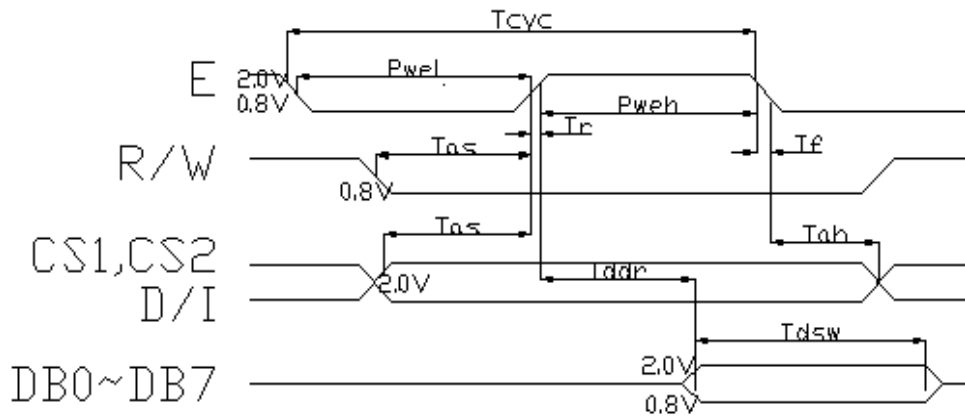 Tcyc
E
2.0V
Pwel
0.8V
Pweh
Tr
R/W
Tas
Tf
0.8V
Tas
Tah
CS1,CS2
D/I
2.0V
Tddr
Tdsw
DB0~DB7
2.0V
0.8V